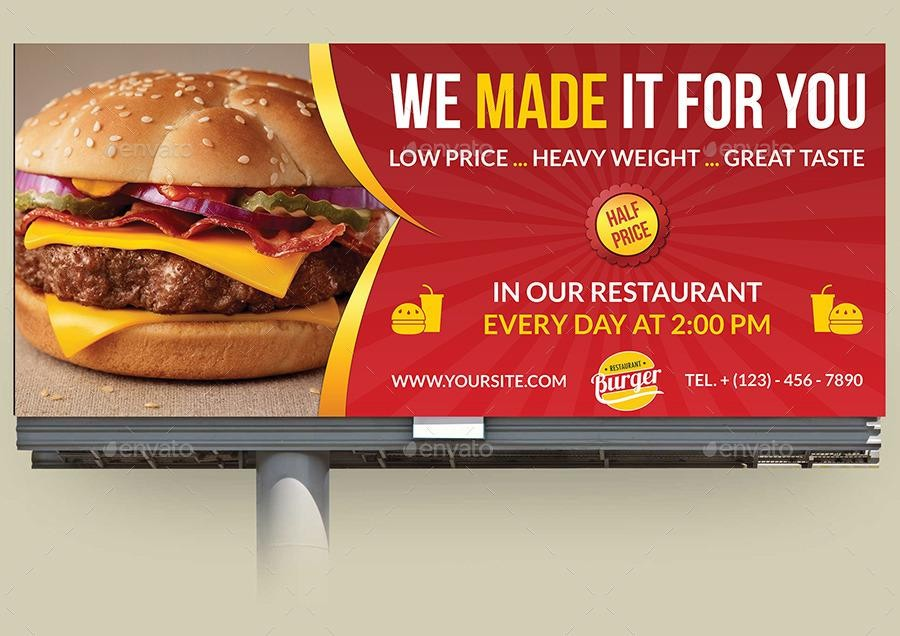 WE MADE IT FOR YOU
LOW PRICE ... HEAVY WEIGHT ... GREAT TASTE
HALF
PRICE
IN OUR RESTAURANT
EVERY DAY AT 2:00 PM
WWW.YOURSITE.COM
• RESTAURANT •
Burger
TEL. + (123) - 456 - 7890
envato
envato
envato
envato
envato
envato